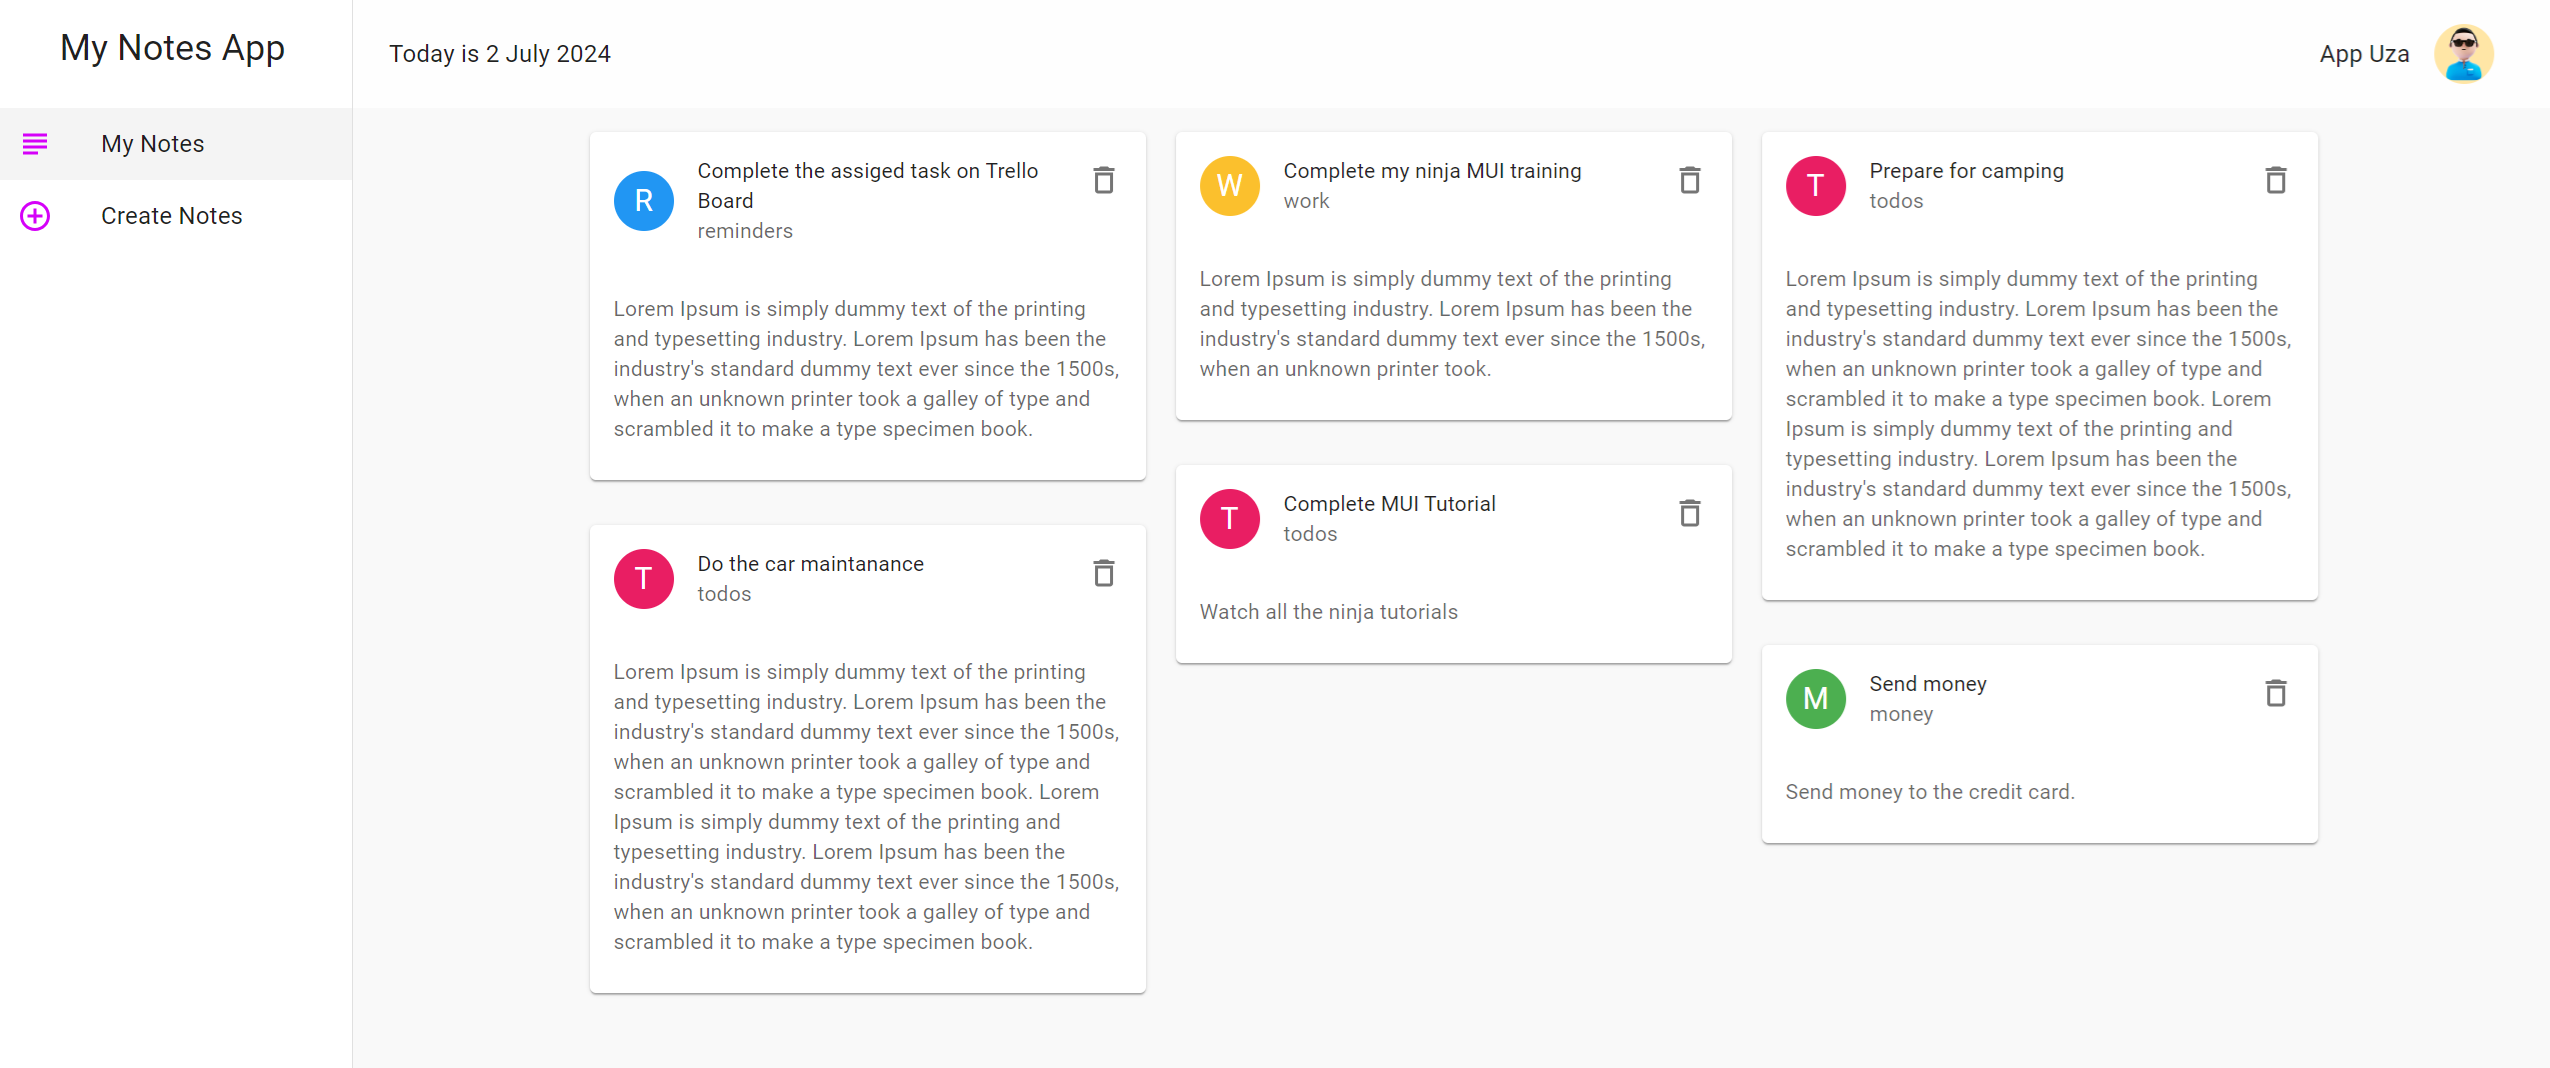 My Notes App
My Notes
Create Notes
Today is 2 July 2024
App Uza
R
Complete the assiged task on Trello
Board
reminders
Lorem Ipsum is simply dummy text of the printing
and typesetting industry. Lorem Ipsum has been the
industry's standard dummy text ever since the 1500s,
when an unknown printer took a galley of type and
scrambled it to make a type specimen book.
T
Do the car maintanance
todos
Lorem Ipsum is simply dummy text of the printing
and typesetting industry. Lorem Ipsum has been the
industry's standard dummy text ever since the 1500s,
when an unknown printer took a galley of type and
scrambled it to make a type specimen book. Lorem
Ipsum is simply dummy text of the printing and
typesetting industry. Lorem Ipsum has been the
industry's standard dummy text ever since the 1500s,
when an unknown printer took a galley of type and
scrambled it to make a type specimen book.
W
Complete my ninja MUI training
work
Lorem Ipsum is simply dummy text of the printing
and typesetting industry. Lorem Ipsum has been the
industry's standard dummy text ever since the 1500s,
when an unknown printer took.
T
Complete MUI Tutorial
todos
Watch all the ninja tutorials
T
Prepare for camping
todos
Lorem Ipsum is simply dummy text of the printing
and typesetting industry. Lorem Ipsum has been the
industry's standard dummy text ever since the 1500s,
when an unknown printer took a galley of type and
scrambled it to make a type specimen book. Lorem
Ipsum is simply dummy text of the printing and
typesetting industry. Lorem Ipsum has been the
industry's standard dummy text ever since the 1500s,
when an unknown printer took a galley of type and
scrambled it to make a type specimen book.
M
Send money
money
Send money to the credit card.